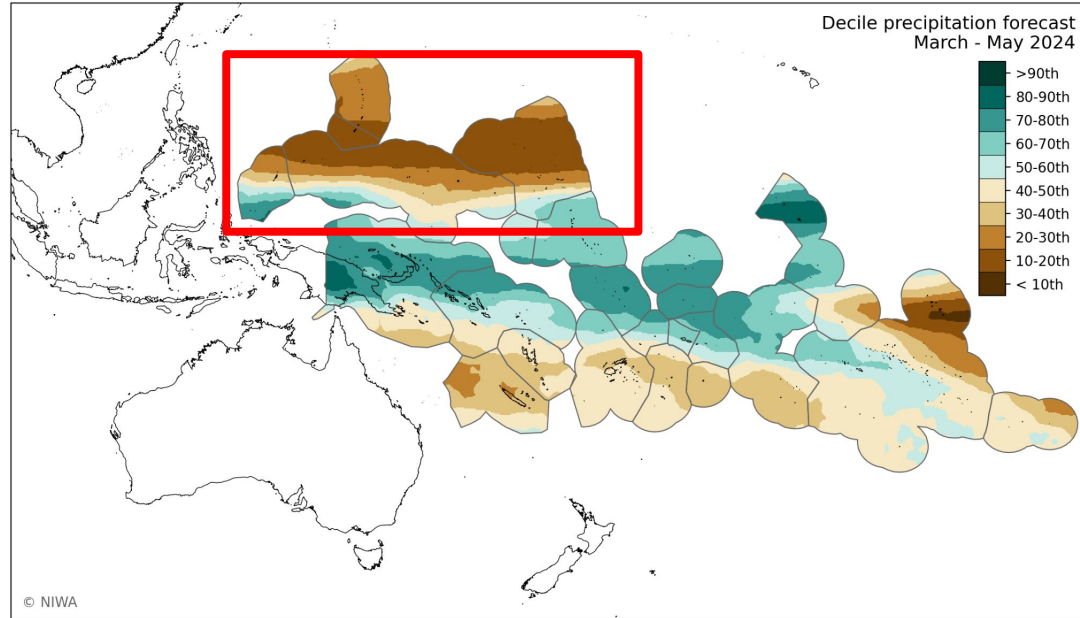 Decile precipitation forecast
March - May 2024
>90th
80-90th
70-80th
60-70th
50-60th
40-50th
30-40th
20-30th
10-20th
< 10th
© NIWA